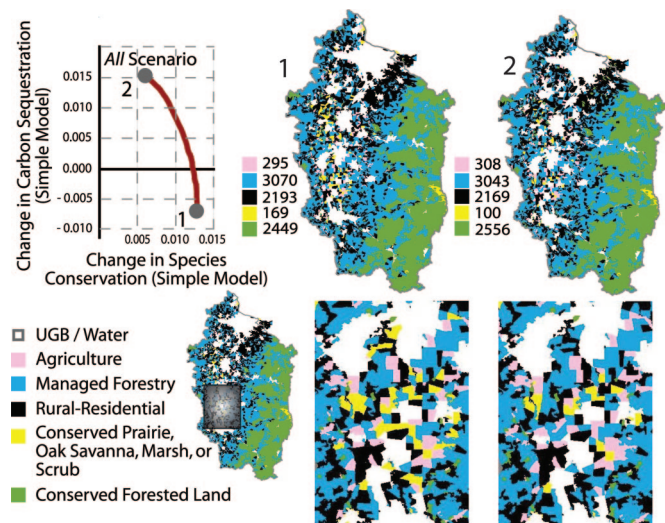 All Scenario
2
1
0.015
0.010
0.005
0.000
- 0.005
- 0.010
0.005
0.010
0.015
Change in Carbon Sequestration
(Simple Model)
Change in Species
Conservation (Simple Model)
1
295
3070
2193
169
2449
2
308
3043
2169
100
2556
UGB / Water
Agriculture
Managed Forestry
Rural-Residential
Conserved Prairie,
Oak Savanna, Marsh, or
Scrub
Conserved Forested Land